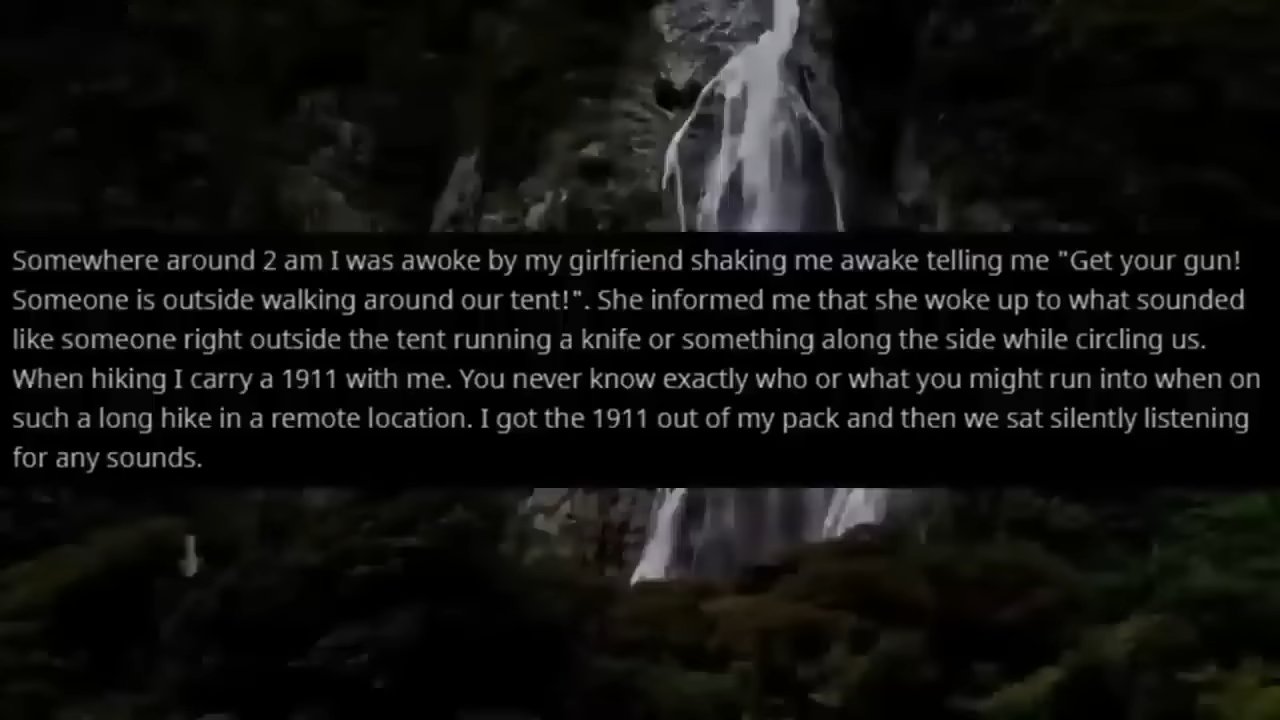 Somewhere around 2 am I was awoke by my girlfriend shaking me awake telling me "Get your gun!
Someone is outside walking around our tent!". She informed me that she woke up to what sounded
like someone right outside the tent running a knife or something along the side while circling us.
When hiking I carry a 1911 with me. You never know exactly who or what you might run into when on
such a long hike in a remote location. I got the 1911 out of my pack and then we sat silently listening
for any sounds.